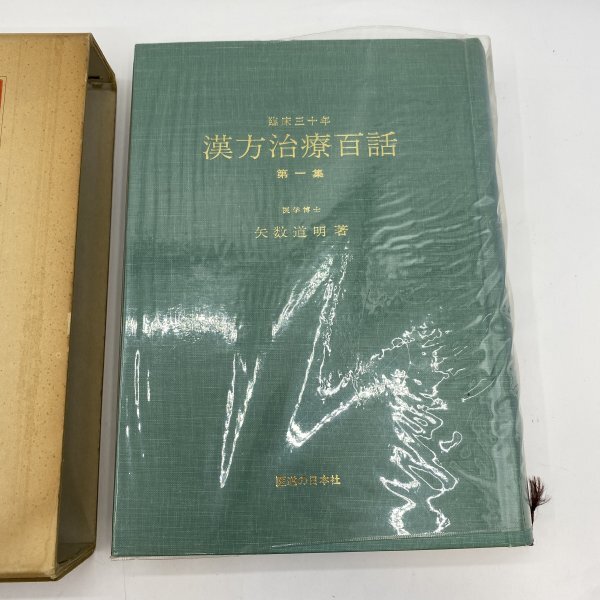 臨床三十年
漢方治療百話
第一集
医学博士
矢数道明著
医道の日本社